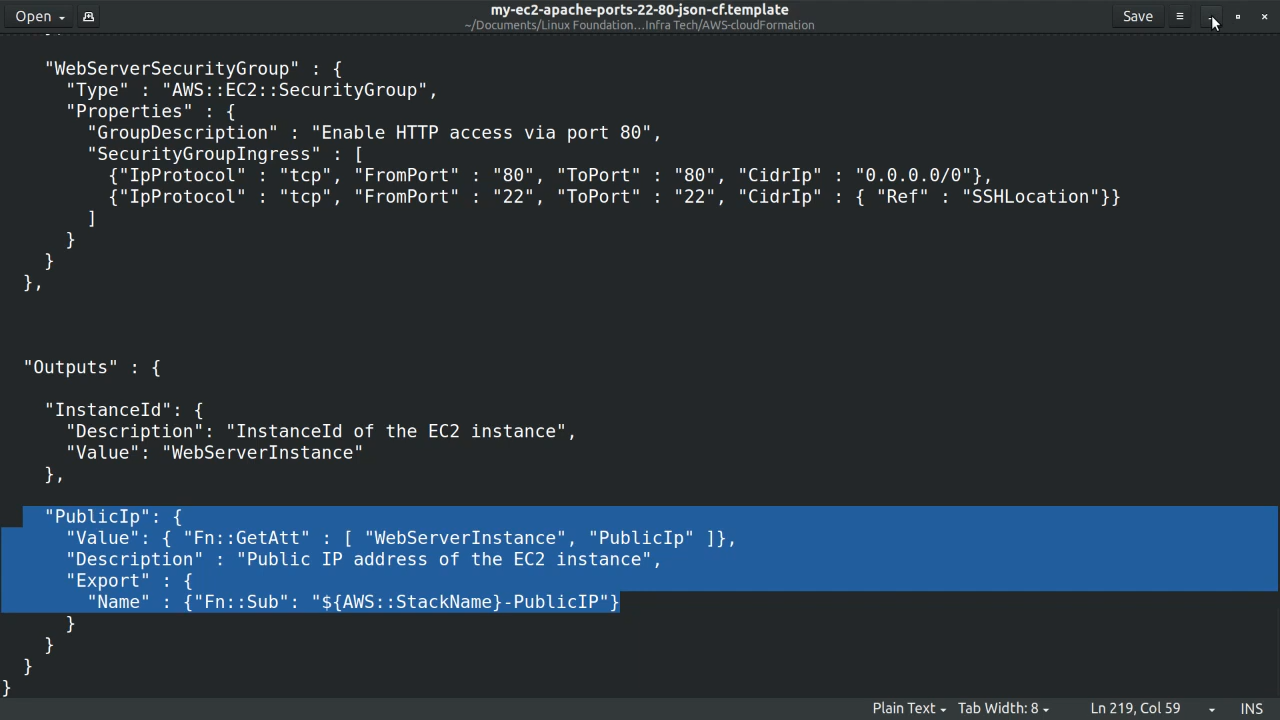 Open
my-ec2-apache-ports-22-80-json-cf.template
~/Documents/Linux Foundation...Infra Tech/AWS-cloudFormation
Save
"WebServerSecurityGroup" : {
"Type" : "AWS::EC2::SecurityGroup",
"Properties" : {
"GroupDescription" : "Enable HTTP access via port 80",
"SecurityGroupIngress" : [
{"IpProtocol" : "tcp", "FromPort" : "80", "ToPort" : "80", "CidrIp" : "0.0.0.0/0"},
{"IpProtocol" : "tcp", "FromPort" : "22", "ToPort" : "22", "CidrIp" : { "Ref" : "SSHLocation"}}
]
}
}
},
"Outputs" : {
"InstanceId": {
"Description": "InstanceId of the EC2 instance",
"Value": "WebServerInstance"
},
"PublicIp": {
"Value": { "Fn::GetAtt" : [ "WebServerInstance", "PublicIp" ]},
"Description" : "Public IP address of the EC2 instance",
"Export" : {
"Name" : {"Fn::Sub": "${AWS::StackName}-PublicIP"}
}
}
}
}
Plain Text Tab Width: 8 Ln 219, Col 59 INS